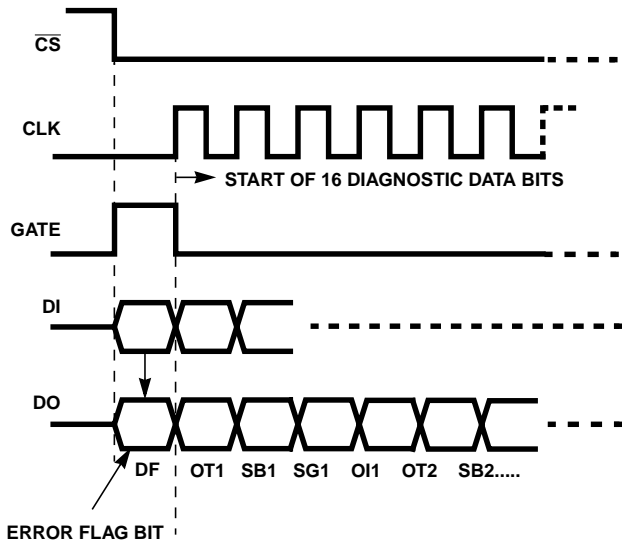 CS
CLK
START OF 16 DIAGNOSTIC DATA BITS
GATE
DI
DO
DF OT1 SB1 SG1 OI1 OT2 SB2.....
ERROR FLAG BIT